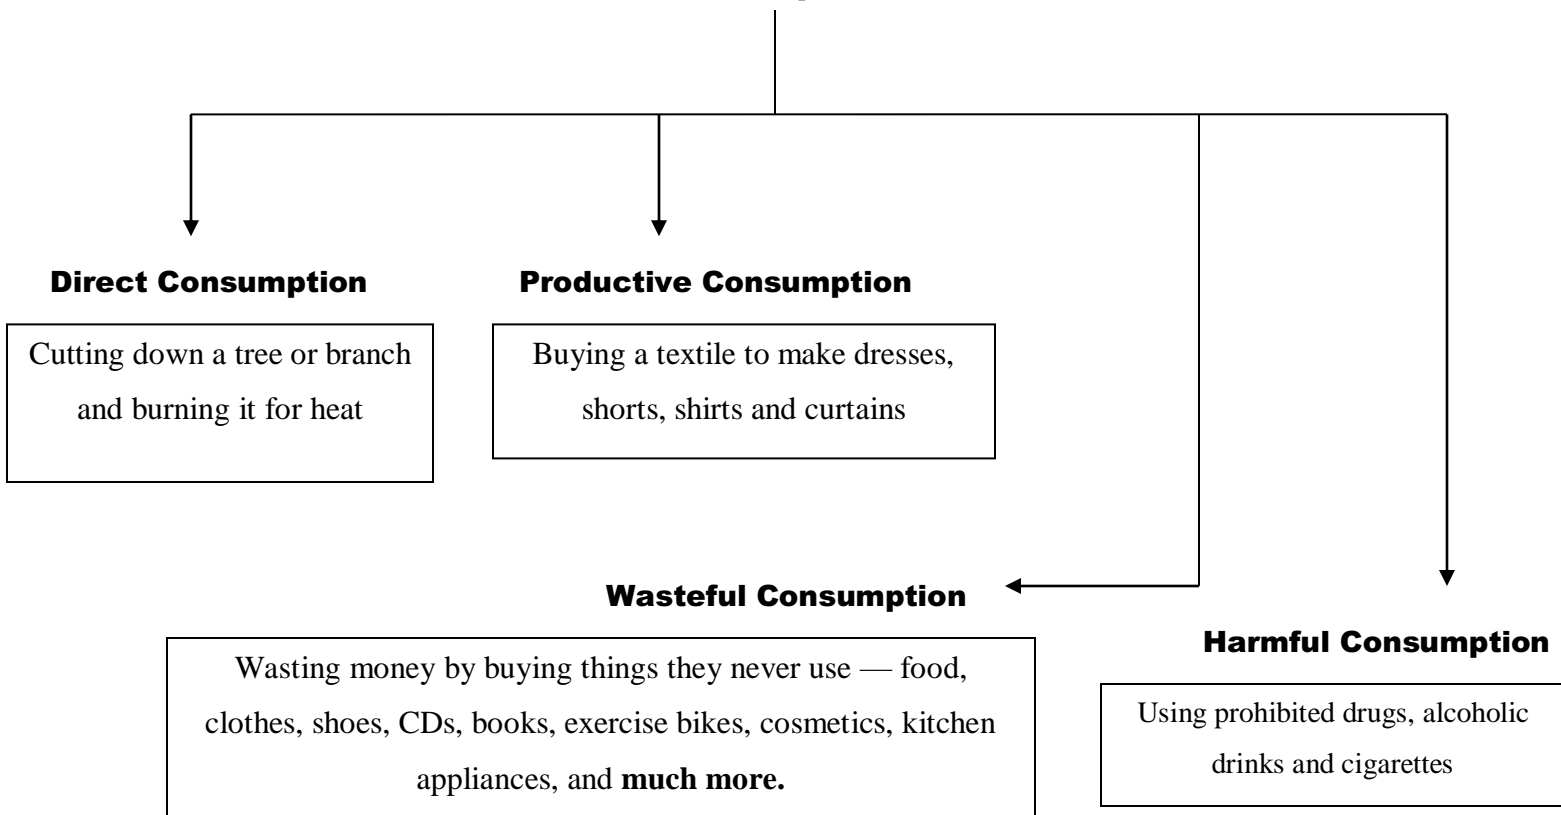 Direct Consumption
Cutting down a tree or branch
and burning it for heat
Productive Consumption
Buying a textile to make dresses,
shorts, shirts and curtains
Wasteful Consumption
Wasting money by buying things they never use — food,
clothes, shoes, CDs, books, exercise bikes, cosmetics, kitchen
appliances, and much more.
Harmful Consumption
Using prohibited drugs, alcoholic
drinks and cigarettes